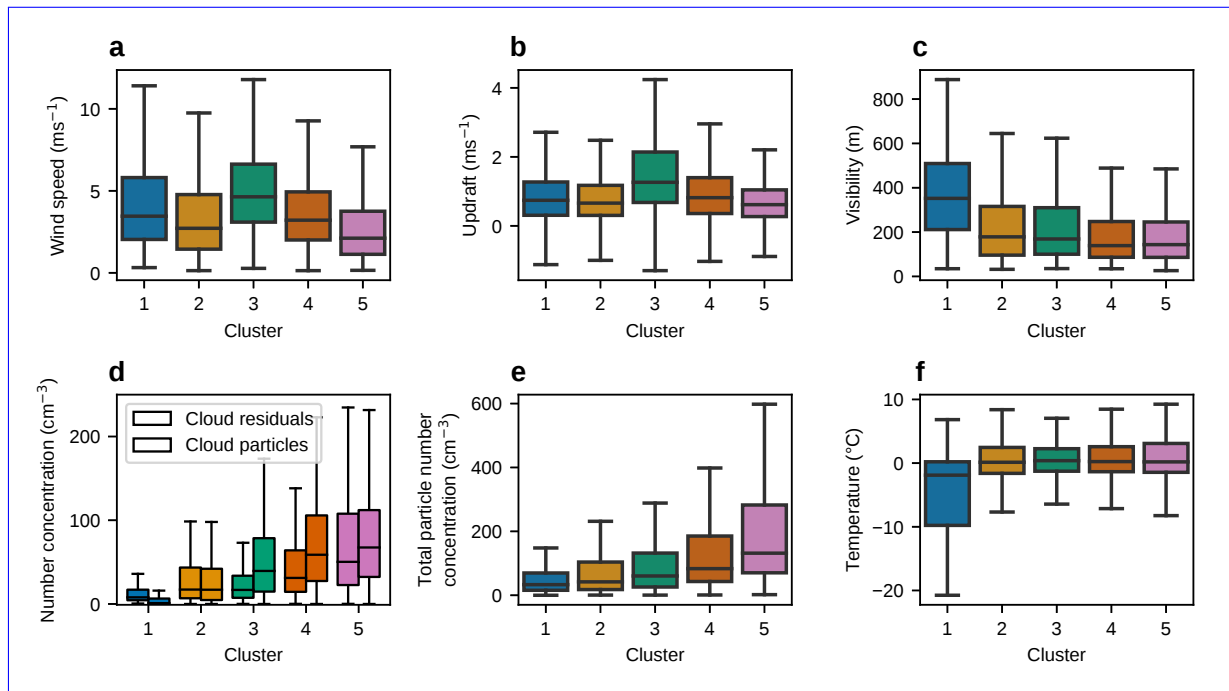 a
Wind speed (ms⁻¹)
10
5
0
1 2 3 4 5
Cluster
b
Updraft (ms⁻¹)
4
2
0
1 2 3 4 5
Cluster
c
Visibility (m)
800
600
400
200
0
1 2 3 4 5
Cluster
d
Number concentration (cm⁻³)
Cloud residuals
Cloud particles
200
100
0
1 2 3 4 5
Cluster
e
Total particle number
concentration (cm⁻³)
600
400
200
0
1 2 3 4 5
Cluster
f
Temperature (°C)
10
0
−10
−20
1 2 3 4 5
Cluster